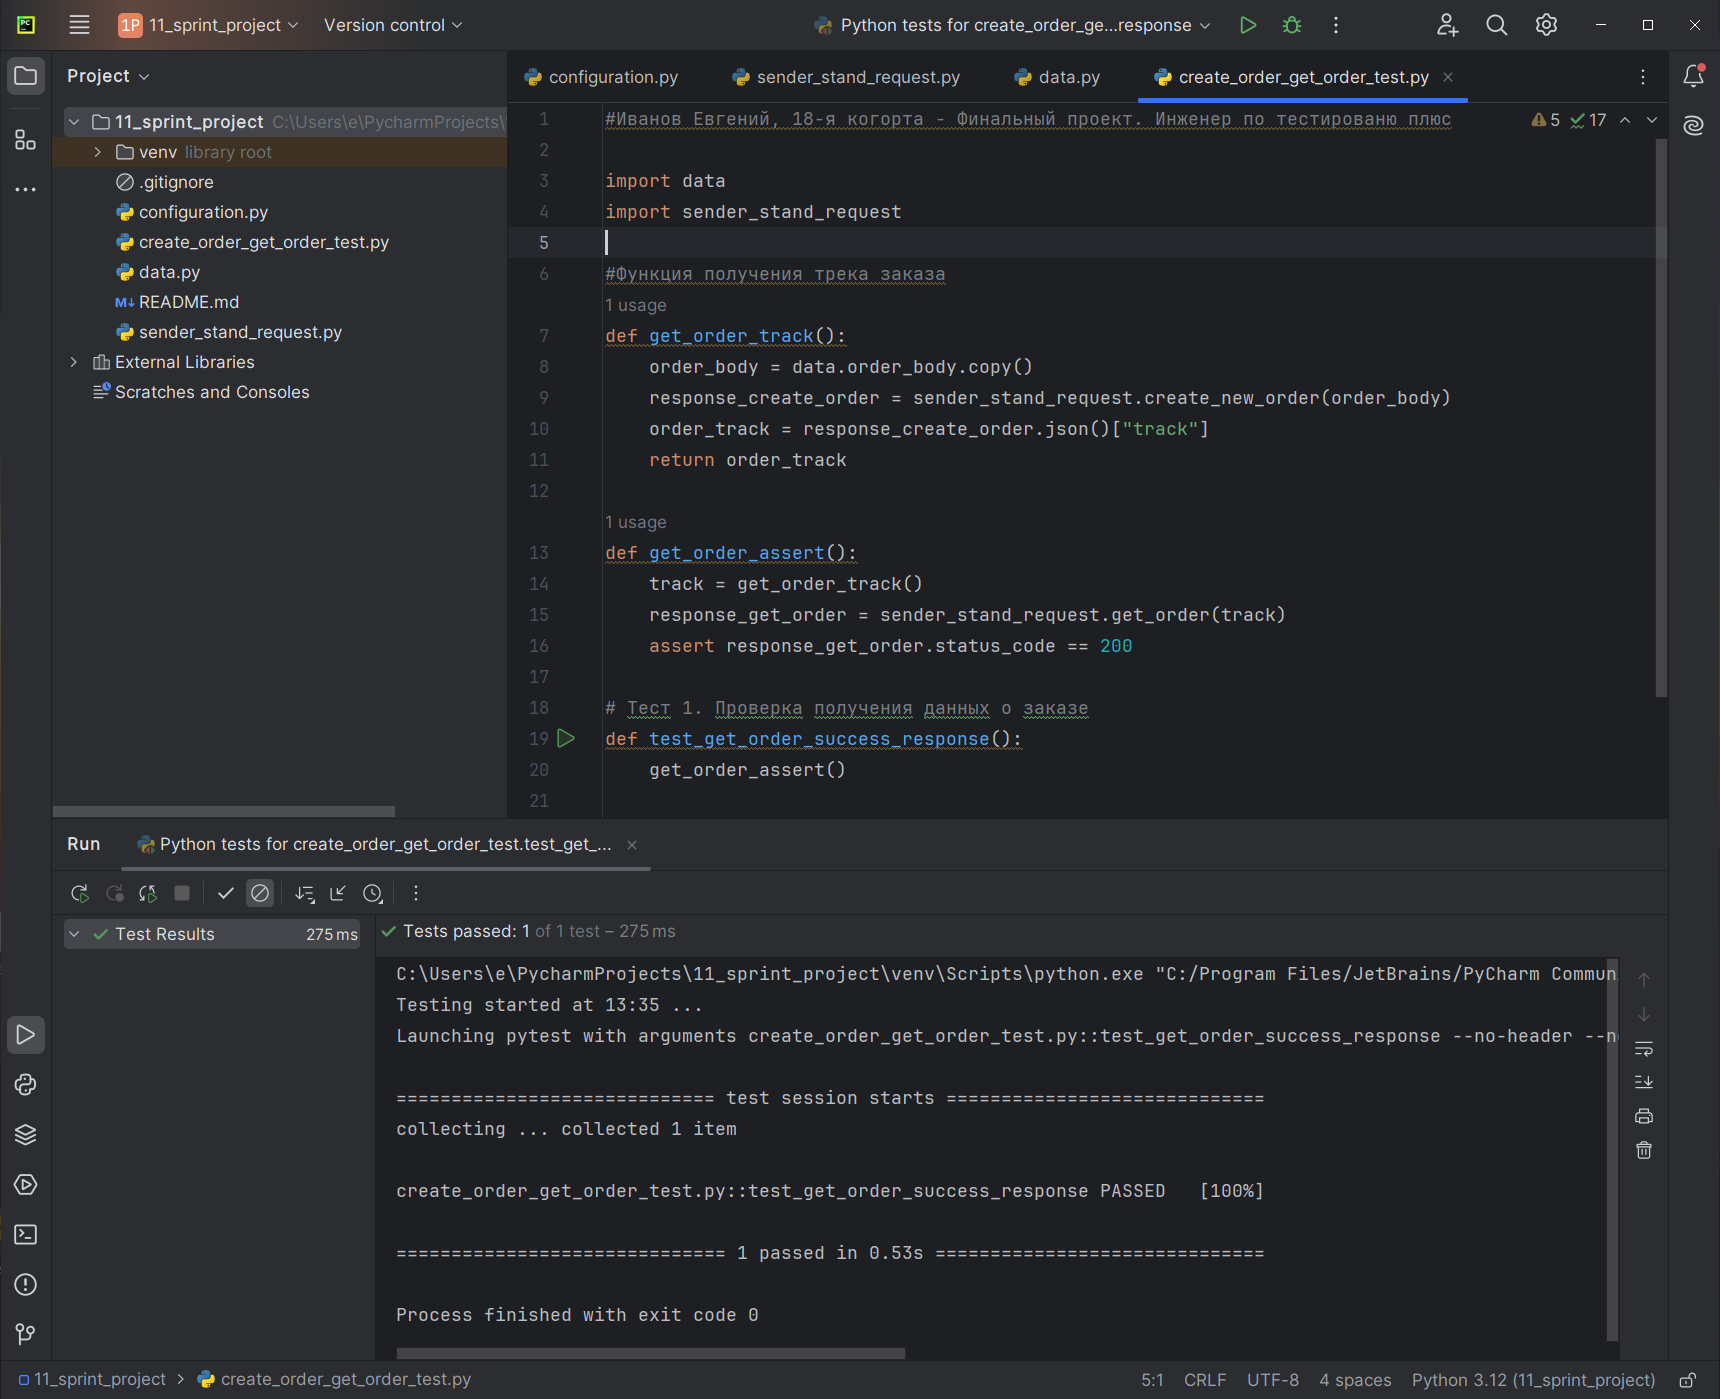 PC 1P 11_sprint_project Version control Python tests for create_order_ge...response
Project
configuration.py sender_stand_request.py data.py create_order_get_order_test.py
11_sprint_project C:\Users\e\PycharmProjects\
venv library root
.gitignore
configuration.py
create_order_get_order_test.py
data.py
README.md
sender_stand_request.py
External Libraries
Scratches and Consoles
5 17
1 #Иванов Евгений, 18-я когорта - Финальный проект. Инженер по тестированю плюс
2
3 import data
4 import sender_stand_request
5
6 #Функция получения трека заказа
1 usage
7 def get_order_track():
8 order_body = data.order_body.copy()
9 response_create_order = sender_stand_request.create_new_order(order_body)
10 order_track = response_create_order.json()["track"]
11 return order_track
12
1 usage
13 def get_order_assert():
14 track = get_order_track()
15 response_get_order = sender_stand_request.get_order(track)
16 assert response_get_order.status_code == 200
17
18 # Тест 1. Проверка получения данных о заказе
19 def test_get_order_success_response():
20 get_order_assert()
21
Run Python tests for create_order_get_order_test.test_get_...
Test Results 275 ms
Tests passed: 1 of 1 test – 275 ms
C:\Users\e\PycharmProjects\11_sprint_project\venv\Scripts\python.exe "C:/Program Files/JetBrains/PyCharm Commun
Testing started at 13:35 ...
Launching pytest with arguments create_order_get_order_test.py::test_get_order_success_response --no-header --n
============================= test session starts =============================
collecting ... collected 1 item
create_order_get_order_test.py::test_get_order_success_response PASSED [100%]
============================== 1 passed in 0.53s ==============================
Process finished with exit code 0
11_sprint_project > create_order_get_order_test.py 5:1 CRLF UTF-8 4 spaces Python 3.12 (11_sprint_project)